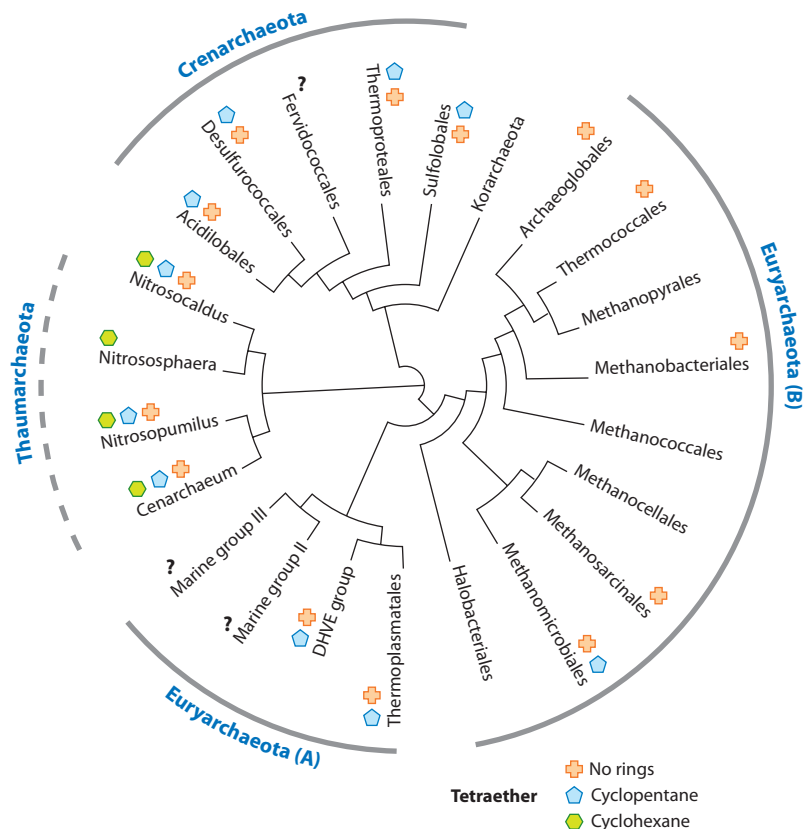 Crenarchaeota
?
Thermoproteales
Fervidococcales
Desulfurococcales
Sulfolobales
Korarchaeota
Acidilobales
Archaeoglobales
Thermococcales
Nitrosocaldus
Methanopyrales
Euryarchaeota (B)
Thaumarchaeota
Nitrososphaera
Methanobacteriales
Nitrosopumilus
Methanococcales
Cenarchaeum
Methanocellales
Methanosarcinales
Marine group III
?
Marine group II
?
DHVE group
Thermoplasmatales
Halobacteriales
Methanomicrobiales
Euryarchaeota (A)
No rings
Tetraether
Cyclopentane
Cyclohexane